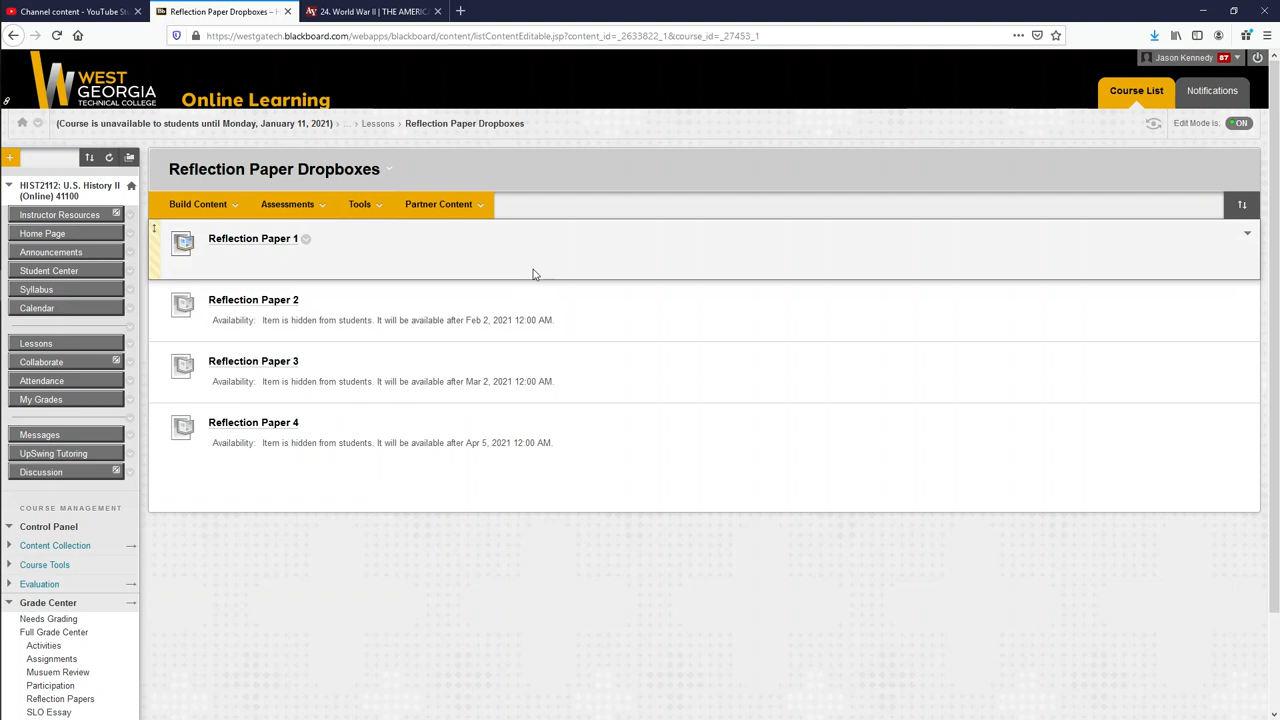 Channel content - YouTube St
Bb
Reflection Paper Dropboxes – H
AY
24. World War II | THE AMERICA
https://westgatech.blackboard.com/webapps/blackboard/content/listContentEditable.jsp?content_id=_2633822_1&course_id=_27453_1
WEST
GEORGIA
TECHNICAL COLLEGE
Online Learning
Jason Kennedy 87
Course List
Notifications
(Course is unavailable to students until Monday, January 11, 2021) > ... > Lessons > Reflection Paper Dropboxes
Edit Mode is: ON
HIST2112: U.S. History II
(Online) 41100
Instructor Resources
Home Page
Announcements
Student Center
Syllabus
Calendar
Lessons
Collaborate
Attendance
My Grades
Messages
UpSwing Tutoring
Discussion
COURSE MANAGEMENT
Control Panel
Content Collection
Course Tools
Evaluation
Grade Center
Needs Grading
Full Grade Center
Activities
Assignments
Musuem Review
Participation
Reflection Papers
SLO Essay
Reflection Paper Dropboxes
Build Content
Assessments
Tools
Partner Content
Reflection Paper 1
Reflection Paper 2
Availability: Item is hidden from students. It will be available after Feb 2, 2021 12:00 AM.
Reflection Paper 3
Availability: Item is hidden from students. It will be available after Mar 2, 2021 12:00 AM.
Reflection Paper 4
Availability: Item is hidden from students. It will be available after Apr 5, 2021 12:00 AM.